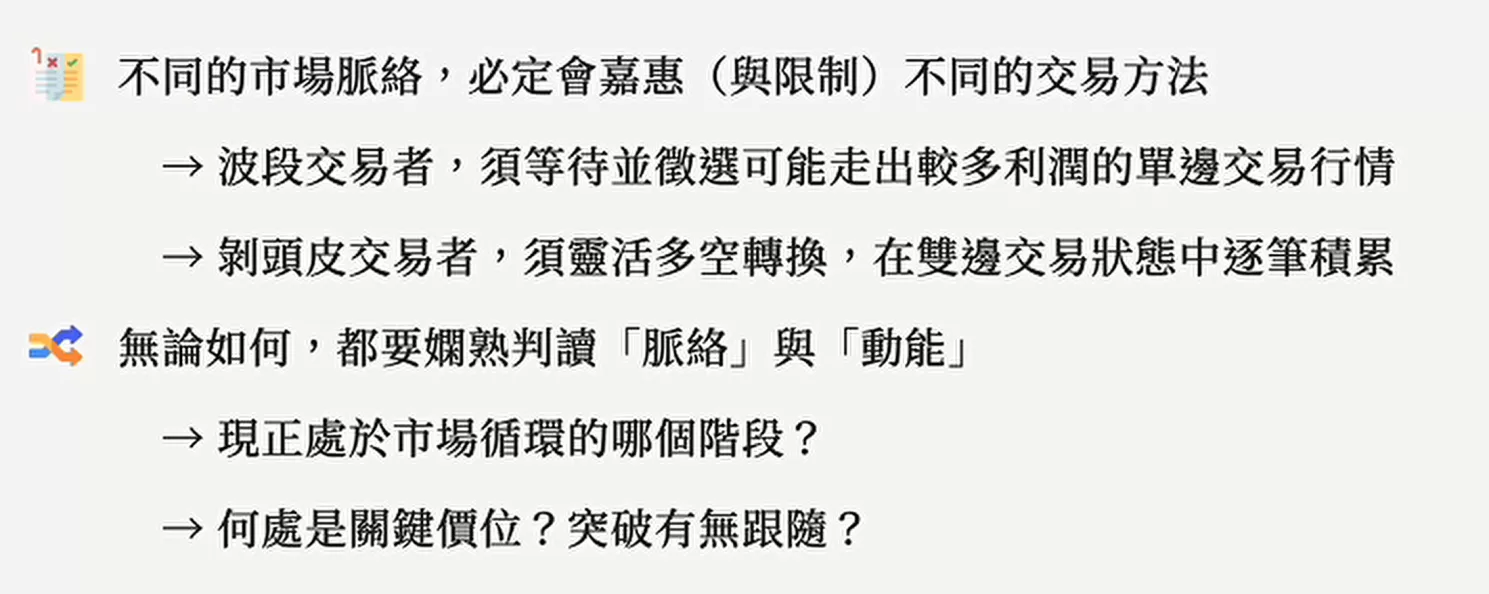 不同的市場脈絡，必定會嘉惠（與限制）不同的交易方法
→ 波段交易者，須等待並徵選可能走出較多利潤的單邊交易行情
→ 剝頭皮交易者，須靈活多空轉換，在雙邊交易狀態中逐筆積累
無論如何，都要嫻熟判讀「脈絡」與「動能」
→ 現正處於市場循環的哪個階段？
→ 何處是關鍵價位？突破有無跟隨？